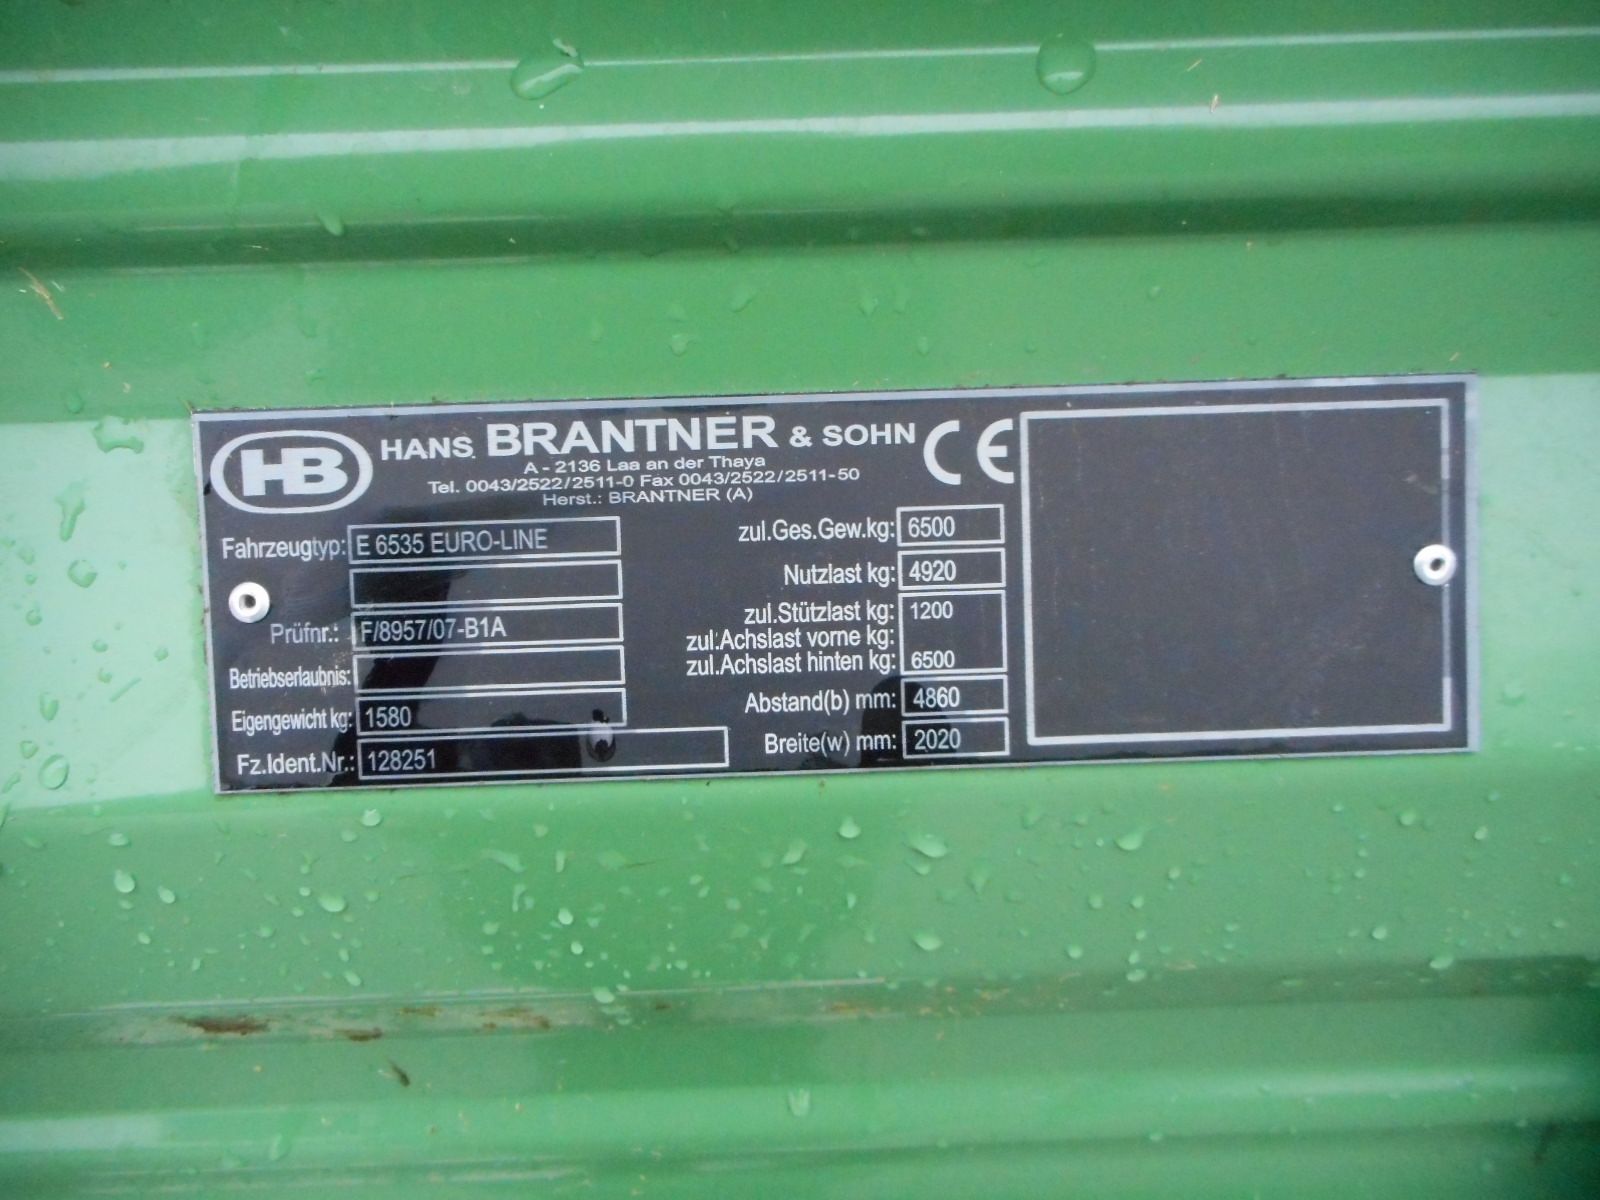 HB
HANS BRANTNER & SOHN CE
A - 2136 Laa an der Thaya
Tel. 0043/2522/2511-0 Fax 0043/2522/2511-50
Herst.: BRANTNER (A)
Fahrzeugtyp: E 6535 EURO-LINE
Prüfnr.: F/8957/07-B1A
Betriebserlaubnis:
Eigengewicht kg: 1580
Fz.Ident.Nr.: 128251
zul.Ges.Gew.kg: 6500
Nutzlast kg: 4920
zul.Stützlast kg: 1200
zul.Achslast vorne kg:
zul.Achslast hinten kg: 6500
Abstand(b) mm: 4860
Breite(w) mm: 2020